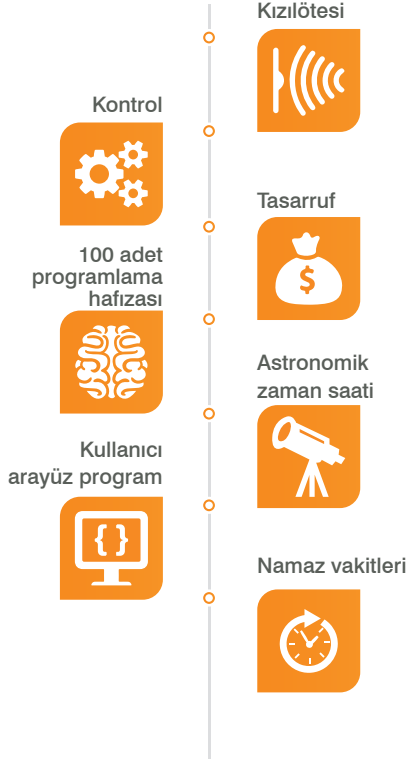 Kızılötesi
Kontrol
Tasarruf
100 adet
programlama
hafızası
Astronomik
zaman saati
Kullanıcı
arayüz program
Namaz vakitleri